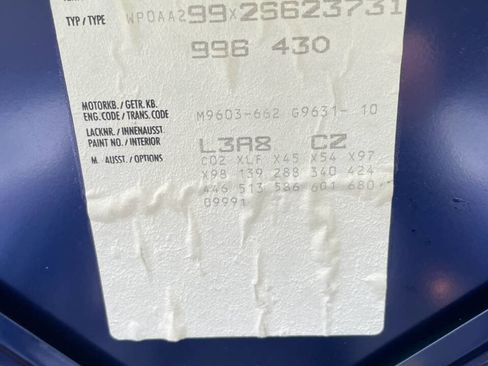 TYP / TYPE WP0AA299X2S623731
996 430
MOTORKB. / GETR. KB.
ENG. CODE / TRANS. CODE M9603-662 G9631- 10
LACKNR. / INNENAUSST.
PAINT NO. / INTERIOR L3A8 CZ
M. AUSST. / OPTIONS C02 XLF X45 X54 X97
X98 139 288 340 424
446 513 586 601 680
09991